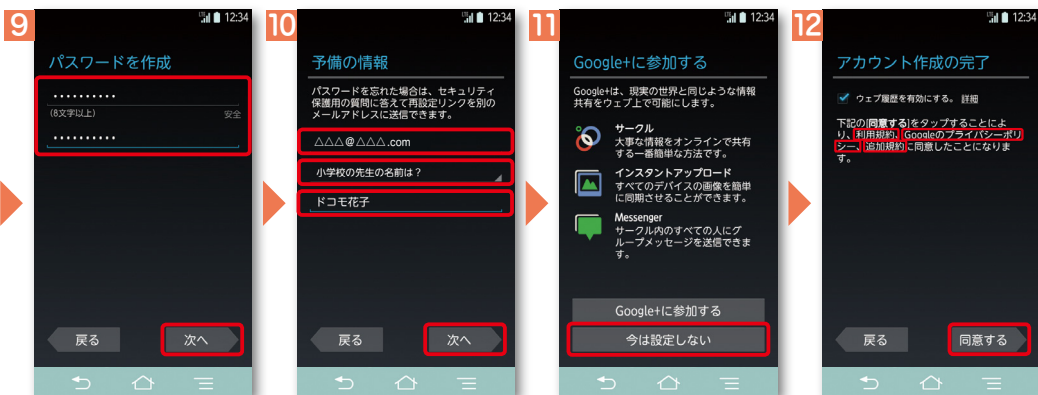 9
LTE 12:34
パスワードを作成
••••••••••
(8文字以上) 安全
••••••••••
戻る 次へ
10
LTE 12:34
予備の情報
パスワードを忘れた場合は、セキュリティ
保護用の質問に答えて再設定リンクを別の
メールアドレスに送信できます。
△△△@△△△.com
小学校の先生の名前は？
ドコモ花子
戻る 次へ
11
LTE 12:34
Google+に参加する
Google+は、現実の世界と同じような情報
共有をウェブ上で可能にします。
サークル
大事な情報をオンラインで共有
する一番簡単な方法です。
インスタントアップロード
すべてのデバイスの画像を簡単
に同期させることができます。
Messenger
サークル内のすべての人にグ
ループメッセージを送信できま
す。
Google+に参加する
今は設定しない
12
LTE 12:34
アカウント作成の完了
ウェブ履歴を有効にする。 詳細
下記の[同意する]をタップすることによ
り、利用規約、Googleのプライバシーポリ
シー、追加規約に同意したことになりま
す。
戻る 同意する